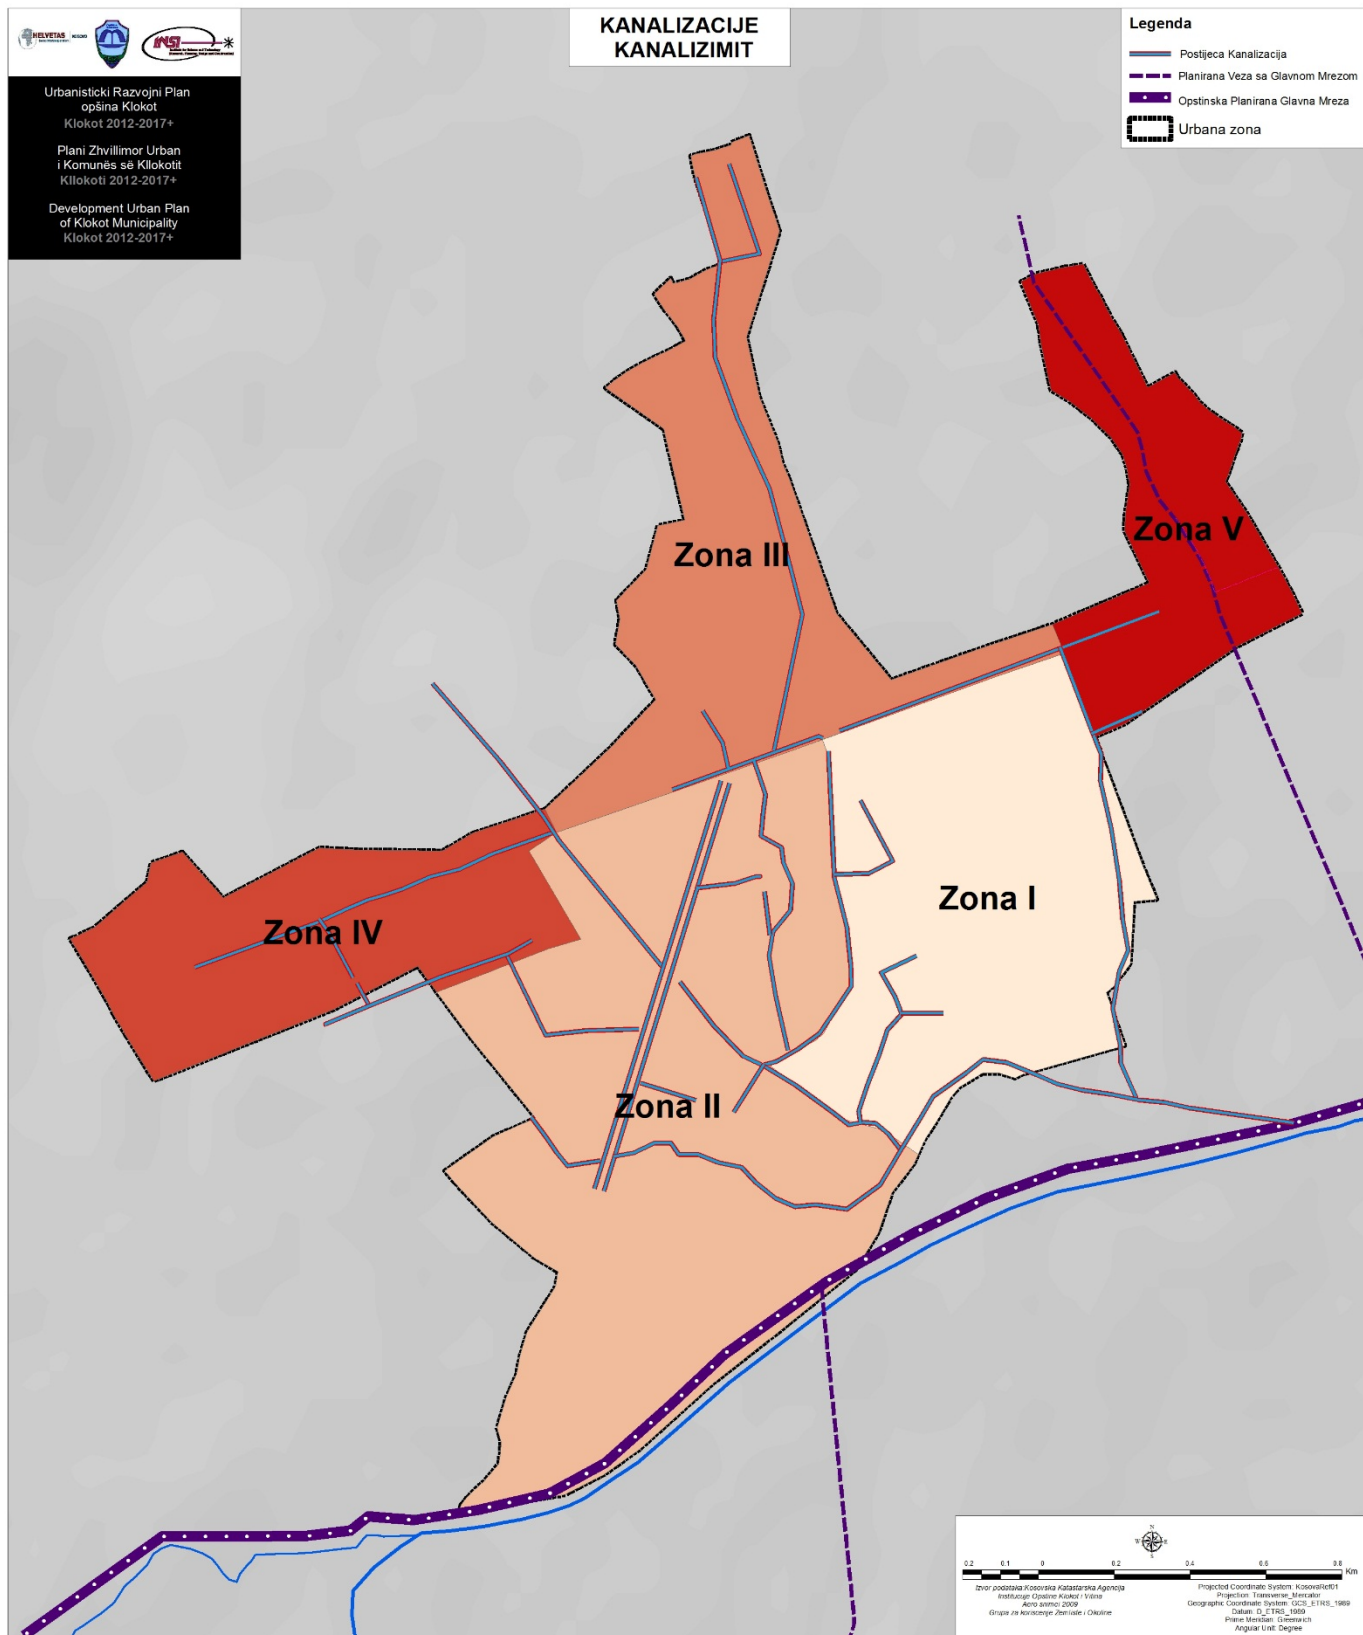 HELVETAS KOSOVO
INSI
Urbanisticki Razvojni Plan
opšina Klokot
Klokot 2012-2017+
Plani Zhvillimor Urban
i Komunës së Kllokotit
Kllokoti 2012-2017+
Development Urban Plan
of Klokot Municipality
Klokot 2012-2017+
KANALIZACIJE
KANALIZIMIT
Legenda
Postijeca Kanalizacija
Planirana Veza sa Glavnom Mrezom
Opstinska Planirana Glavna Mreza
Urbana zona
Zona V
Zona III
Zona I
Zona IV
Zona II
N
W E
S
0.2 0.1 0 0.2 0.4 0.6 0.8
Km
Izvor podataka:Kosovska Katastarska Agencija
Institucije Opstine Klokot i Vitina
Aero snimci 2009
Grupa za koriscenje Zemliste i Okoline
Projected Coordinate System: KosovaRef01
Projection: Transverse_Mercator
Geographic Coordinate System: GCS_ETRS_1989
Datum: D_ETRS_1989
Prime Meridian: Greenwich
Angular Unit: Degree